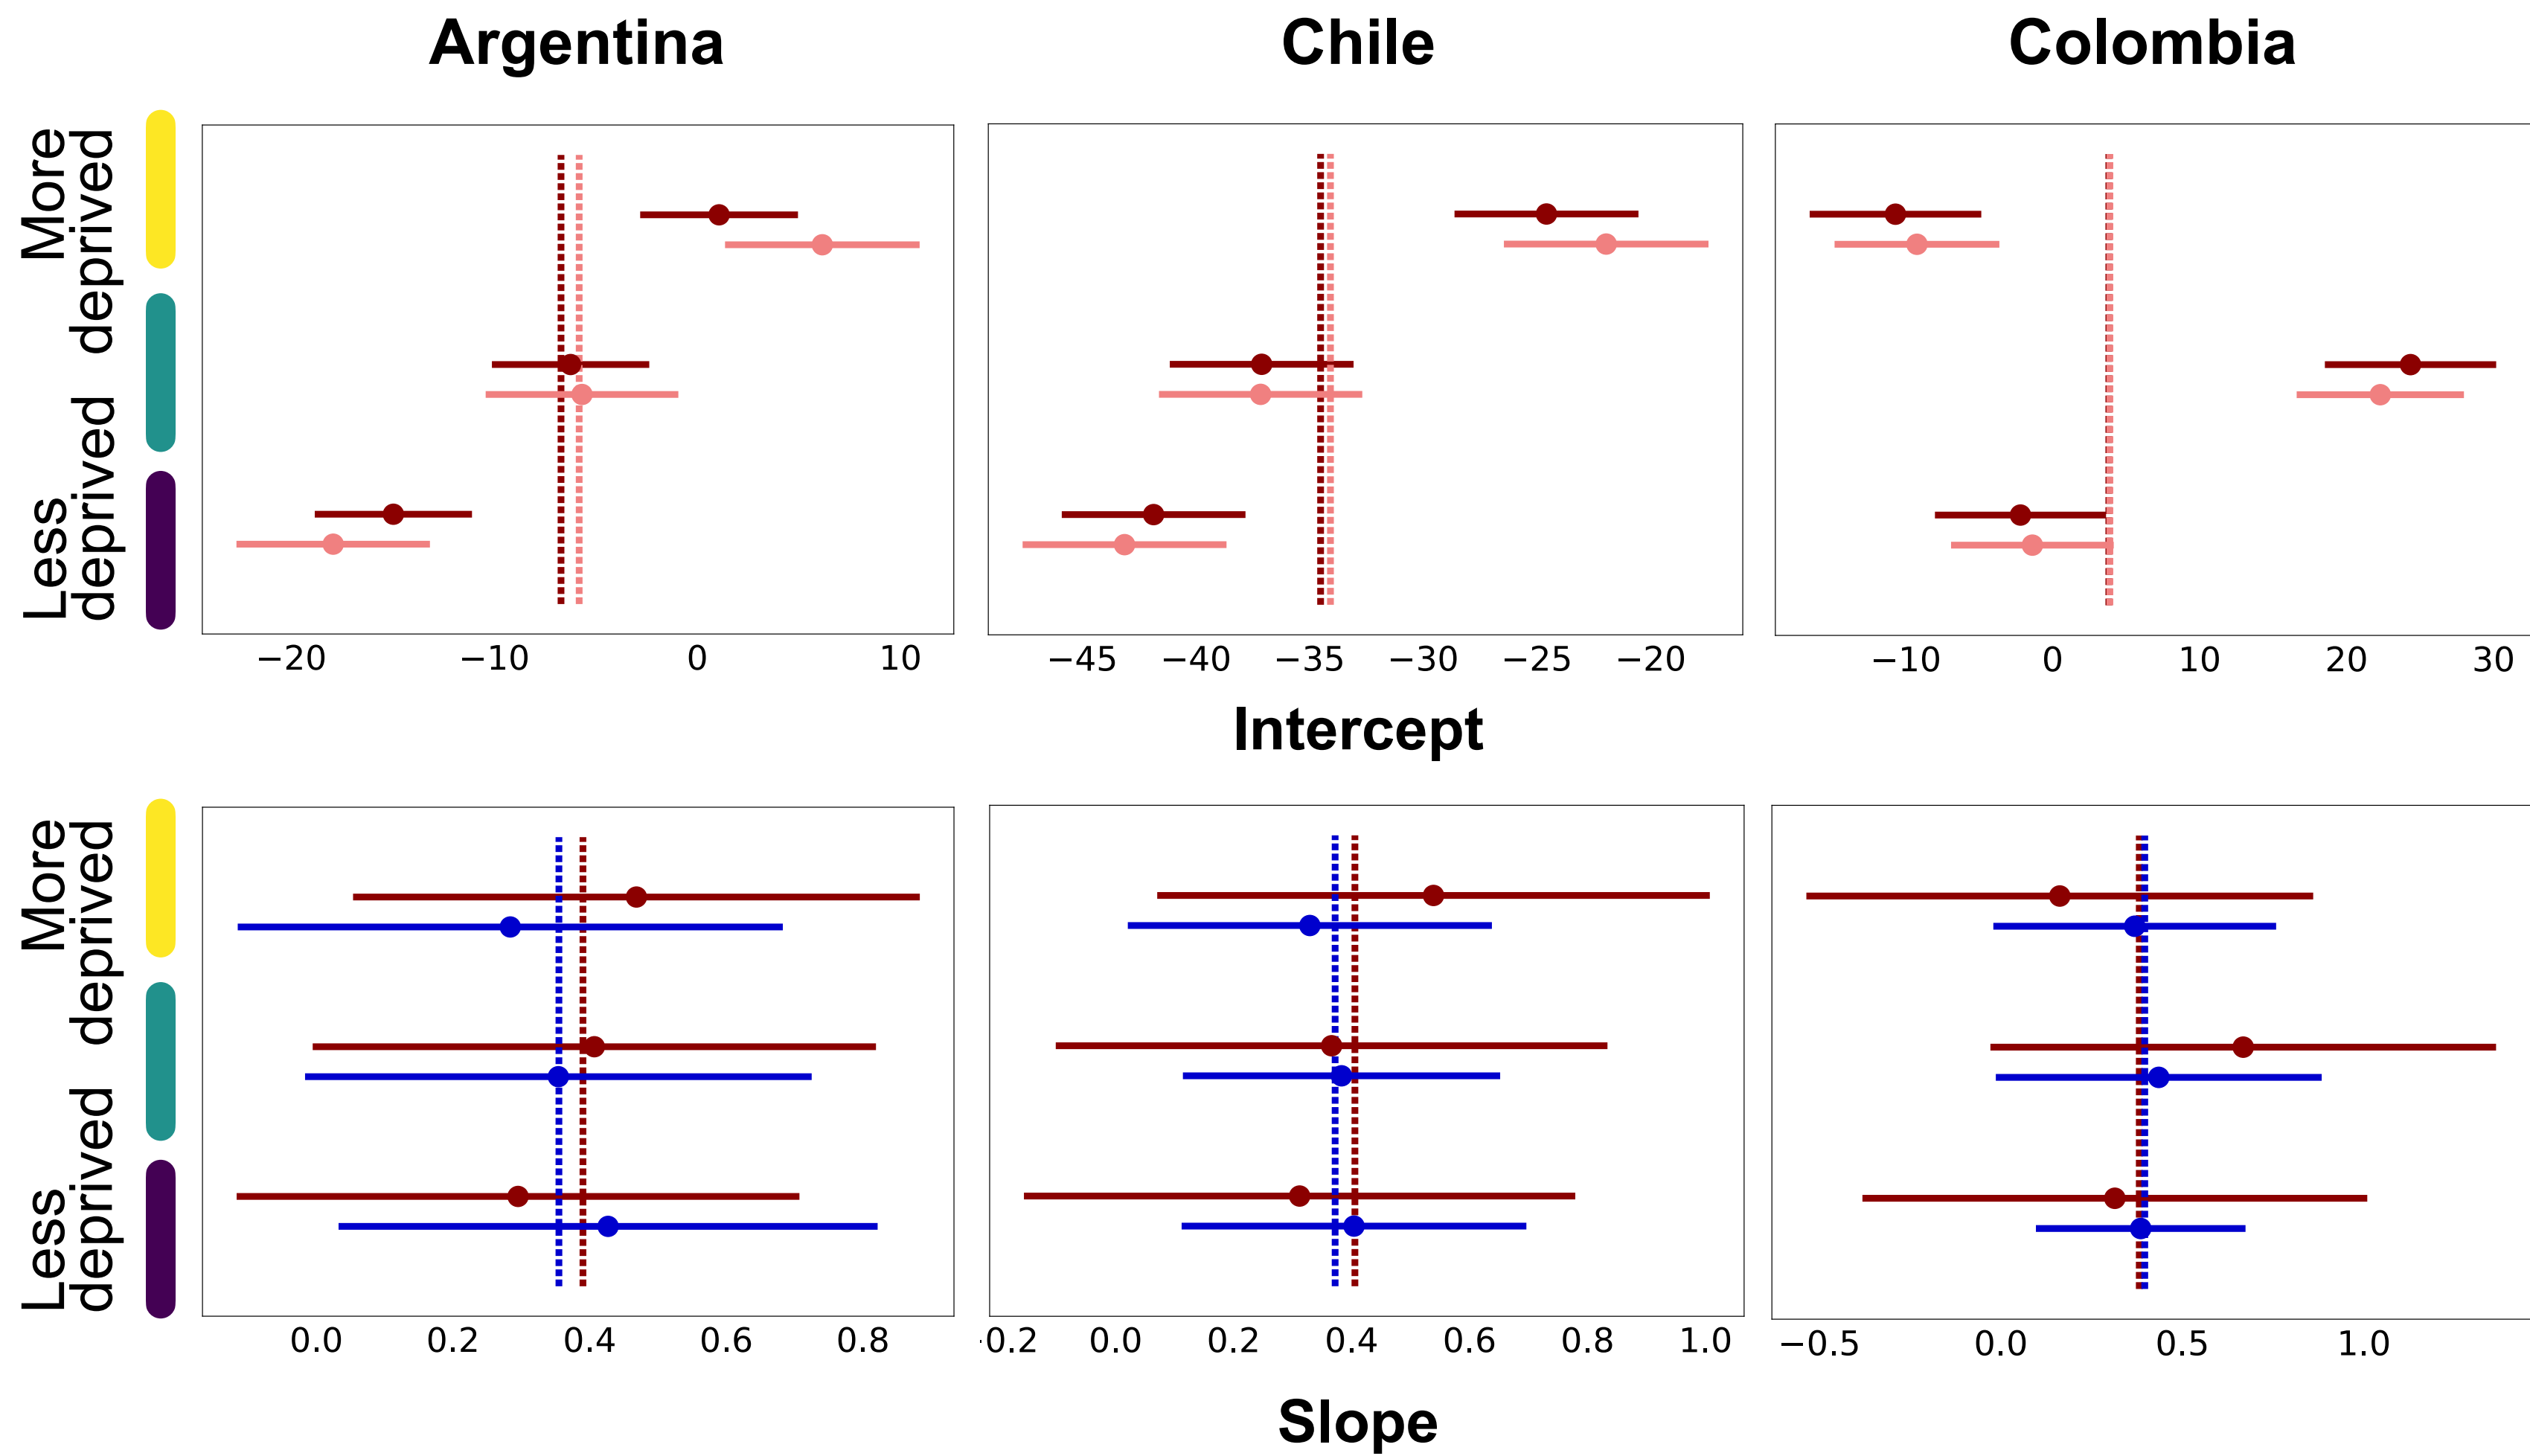 Argentina Chile Colombia
More
deprived
Less
deprived
−20 −10 0 10
−45 −40 −35 −30 −25 −20
−10 0 10 20 30
Intercept
More
deprived
Less
deprived
0.0 0.2 0.4 0.6 0.8
-0.2 0.0 0.2 0.4 0.6 0.8 1.0
−0.5 0.0 0.5 1.0
Slope